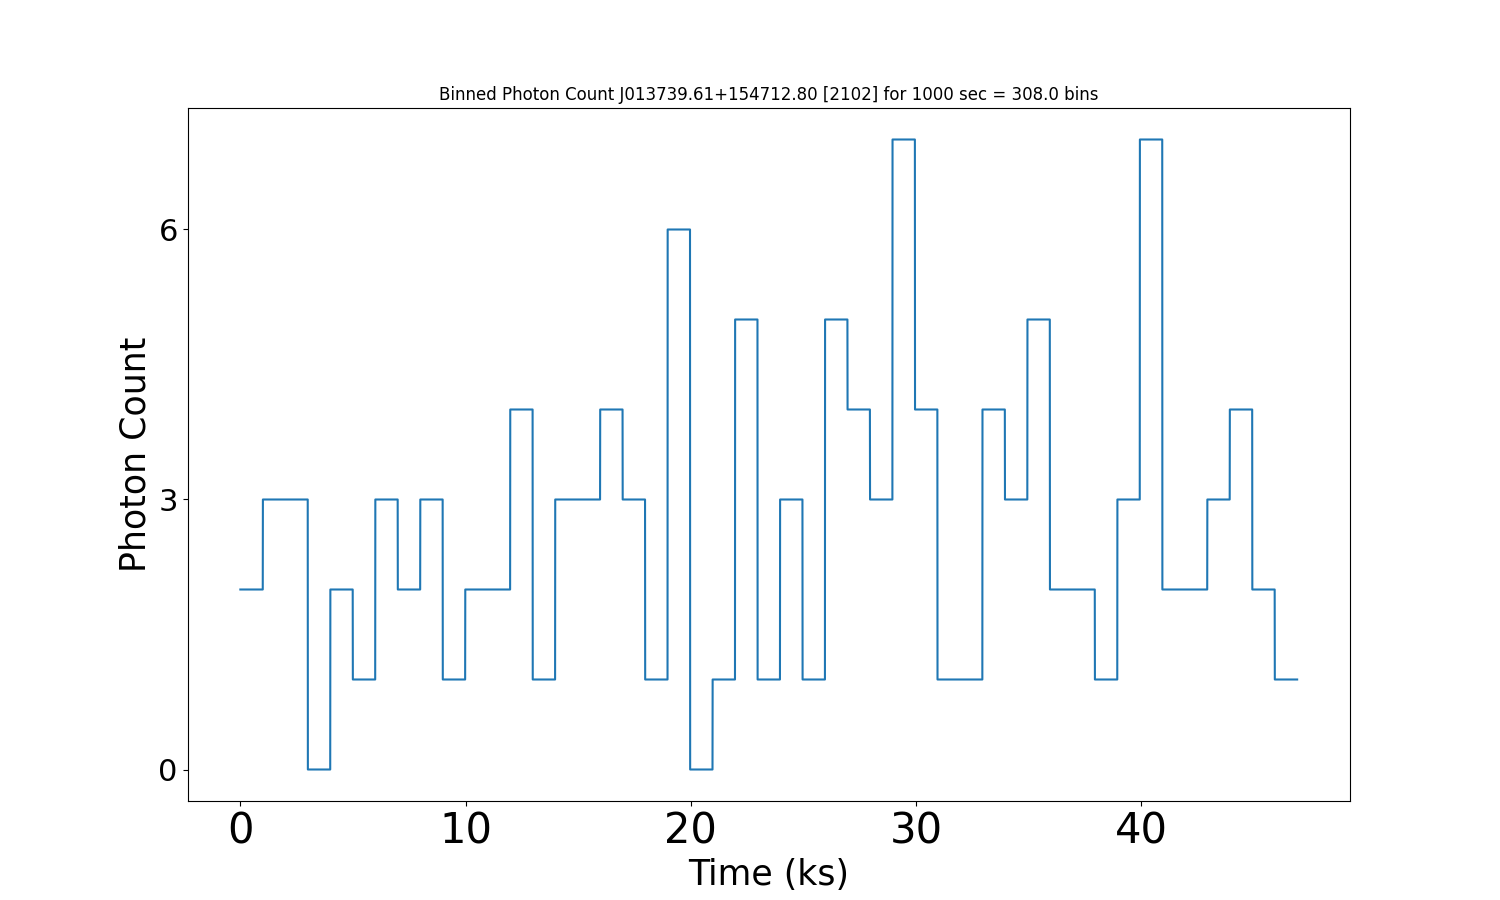 Binned Photon Count J013739.61+154712.80 [2102] for 1000 sec = 308.0 bins
6
3
0
Photon Count
0 10 20 30 40
Time (ks)